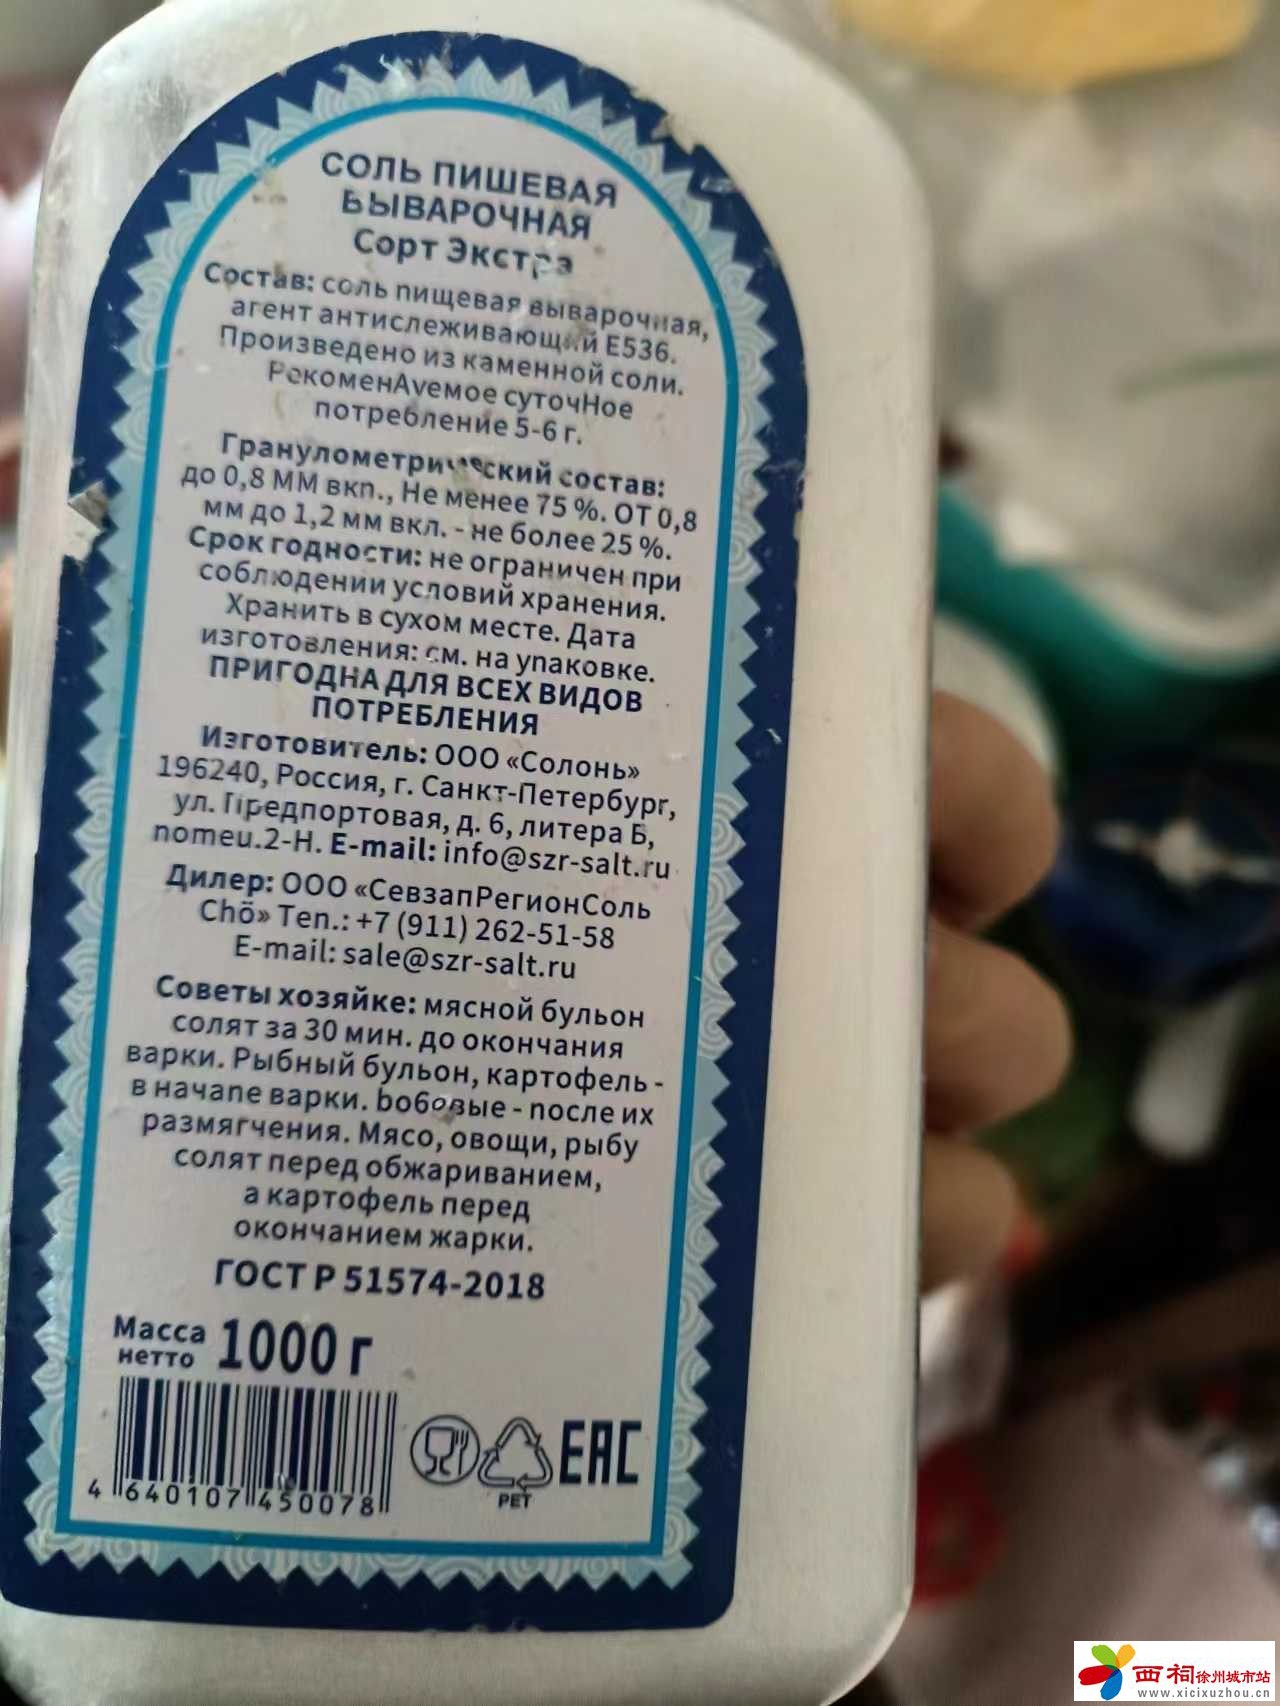 СОЛЬ ПИШЕВАЯ
ВЫВАРОЧНАЯ
Сорт Экстра
Состав: соль пищевая выварочная,
агент антислеживающий Е536.
Произведено из каменной соли.
РекоменАуемое суточНое
потребление 5-6 г.
Гранулометрический состав:
до 0,8 ММ вкп., Не менее 75 %. ОТ 0,8
мм до 1,2 мм вкл. - не более 25 %.
Срок годности: не ограничен при
соблюдении условий хранения.
Хранить в сухом месте. Дата
изготовления: см. на упаковке.
ПРИГОДНА ДЛЯ ВСЕХ ВИДОВ
ПОТРЕБЛЕНИЯ
Изготовитель: ООО «Солонь»
196240, Россия, г. Санкт-Петербург,
ул. Предпортовая, д. 6, литера Б,
nomeu.2-Н. E-mail: info@szr-salt.ru
Дилер: ООО «СевзапРегионСоль
Chö» Теп.: +7 (911) 262-51-58
E-mail: sale@szr-salt.ru
Советы хозяйке: мясной бульон
солят за 30 мин. до окончания
варки. Рыбный бульон, картофель -
в начапе варки. bобовые - после их
размягчения. Мясо, овощи, рыбу
солят перед обжариванием,
а картофель перед
окончанием жарки.
ГОСТ Р 51574-2018
Масса
нетто 1000 г
4 640107 450078
PET
EAC
西祠徐州城市站
www.xicixuzhou.cn